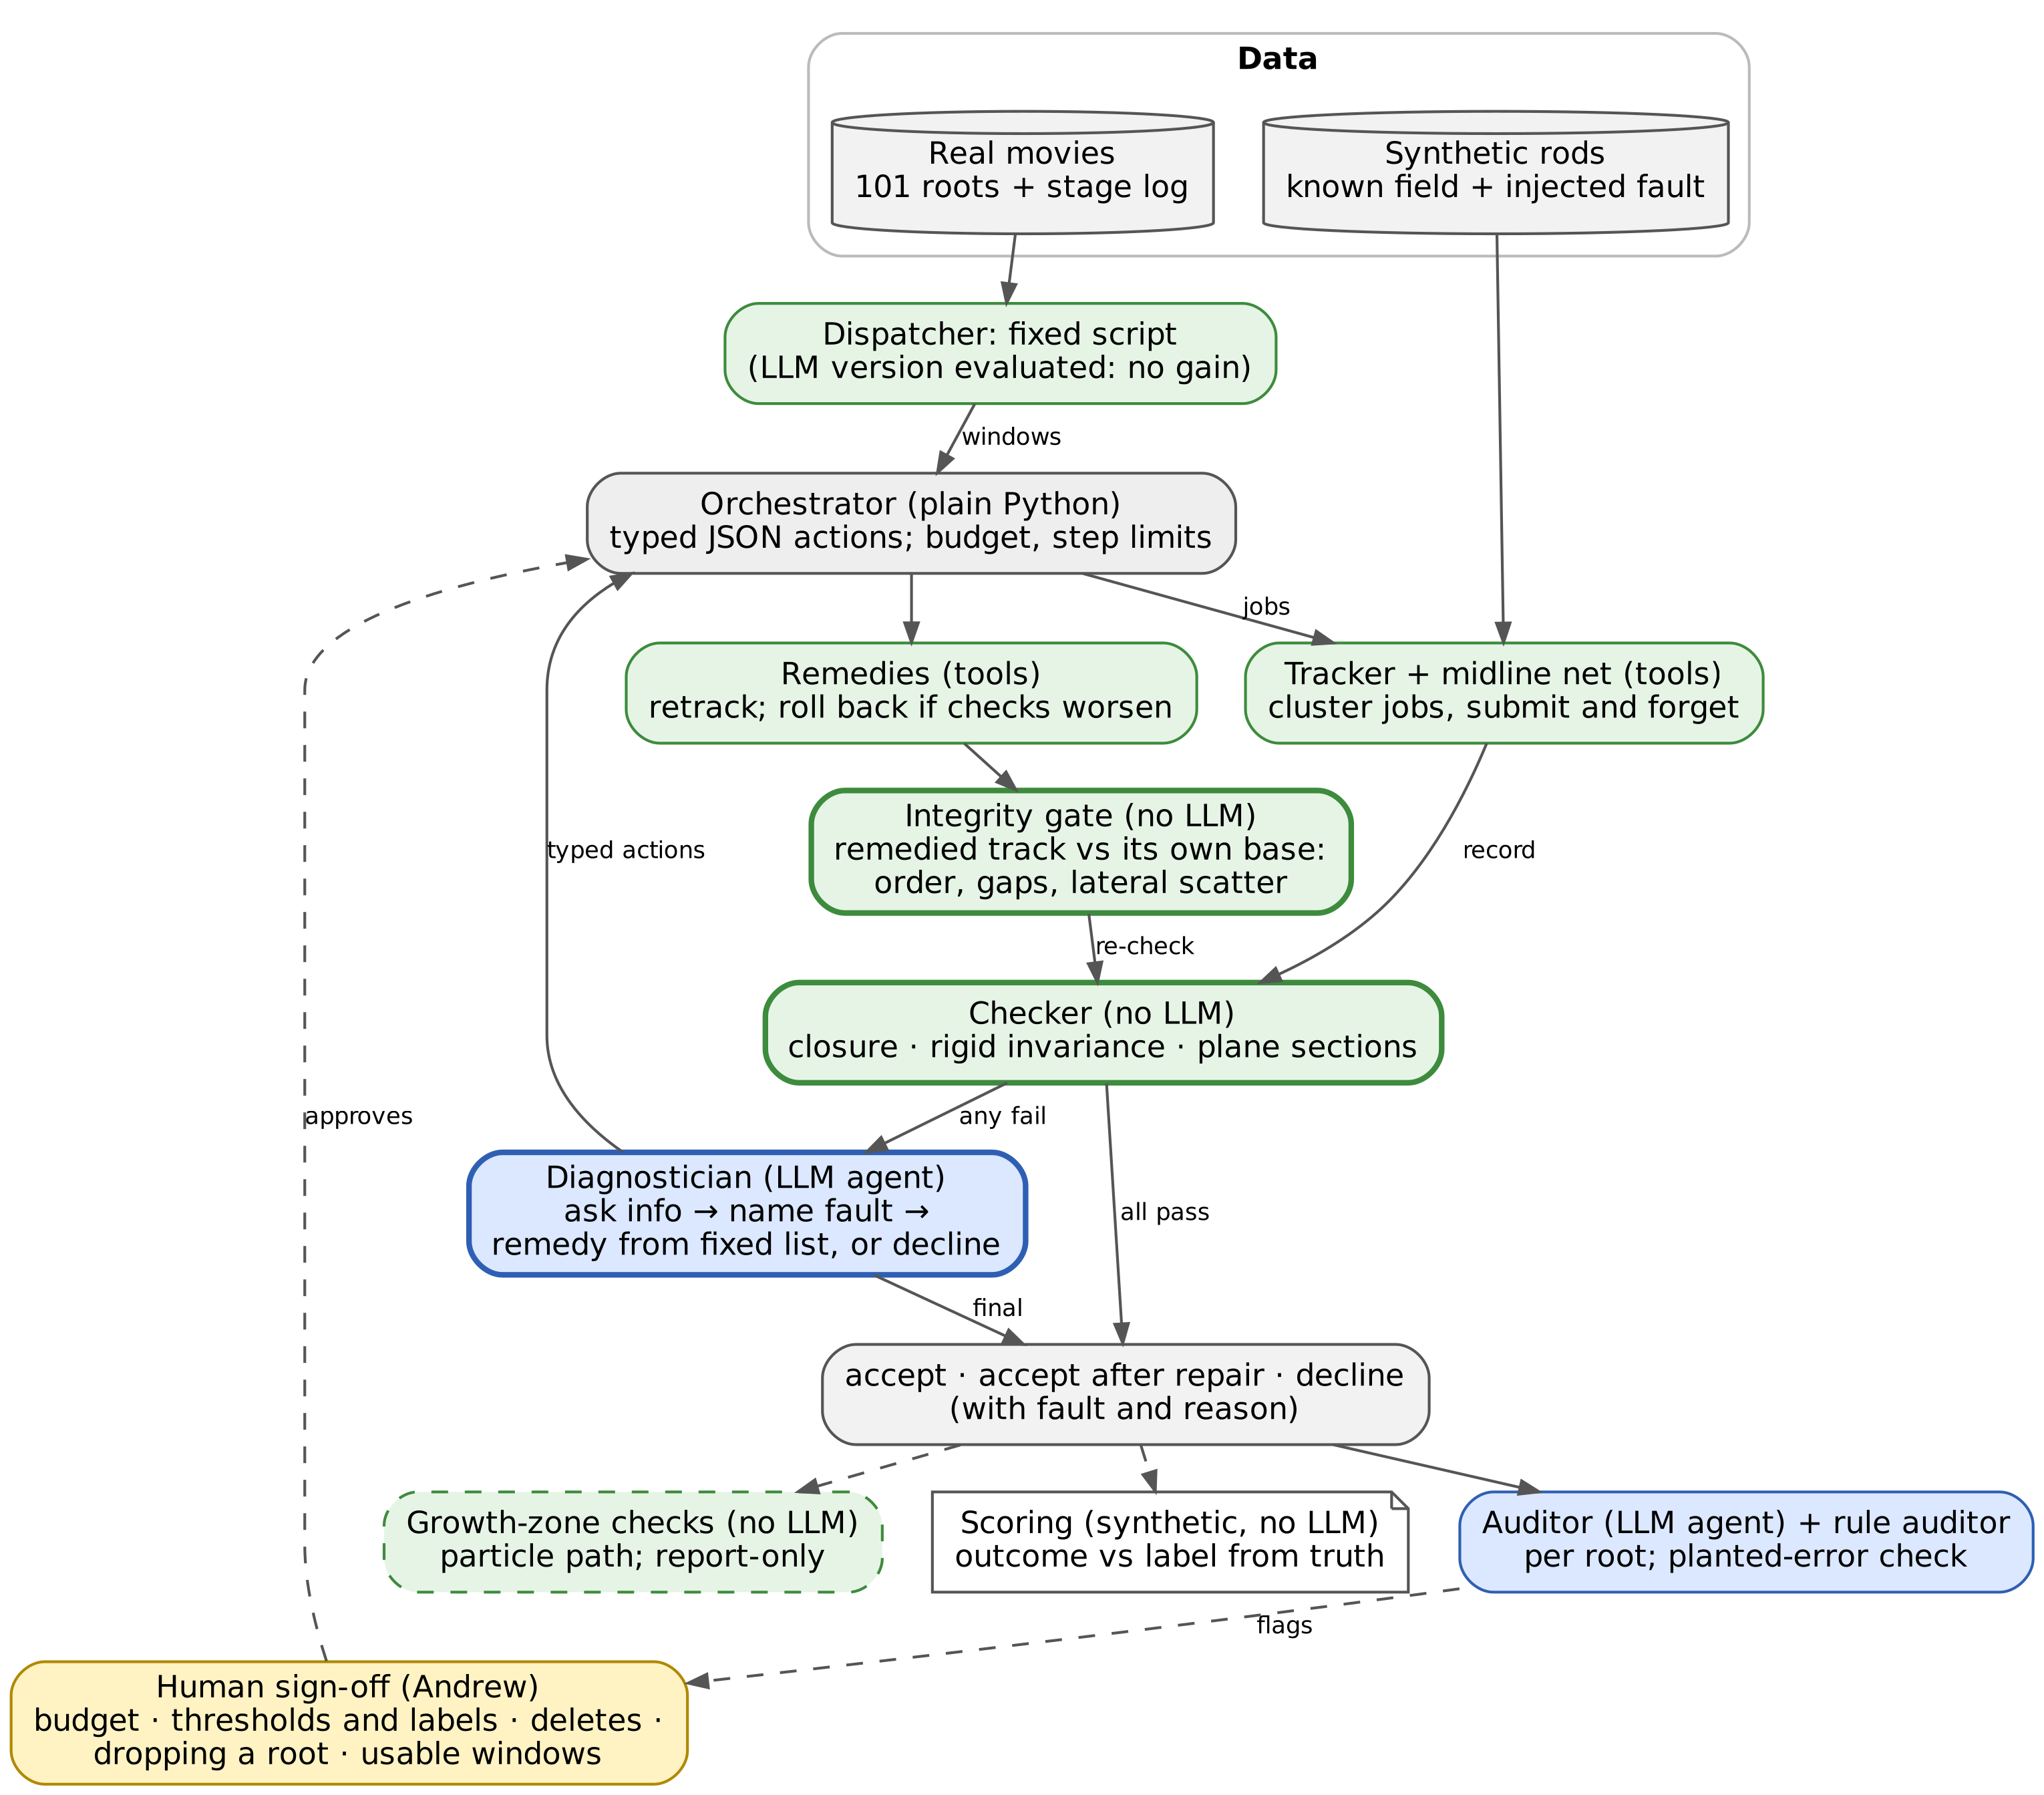 Data
Real movies
101 roots + stage log
Synthetic rods
known field + injected fault
Dispatcher: fixed script
(LLM version evaluated: no gain)
windows
Orchestrator (plain Python)
typed JSON actions; budget, step limits
jobs
Remedies (tools)
retrack; roll back if checks worsen
Tracker + midline net (tools)
cluster jobs, submit and forget
Integrity gate (no LLM)
remedied track vs its own base:
order, gaps, lateral scatter
typed actions
record
re-check
Checker (no LLM)
closure · rigid invariance · plane sections
approves
any fail
Diagnostician (LLM agent)
ask info → name fault →
remedy from fixed list, or decline
all pass
final
accept · accept after repair · decline
(with fault and reason)
Growth-zone checks (no LLM)
particle path; report-only
Scoring (synthetic, no LLM)
outcome vs label from truth
Auditor (LLM agent) + rule auditor
per root; planted-error check
flags
Human sign-off (Andrew)
budget · thresholds and labels · deletes ·
dropping a root · usable windows